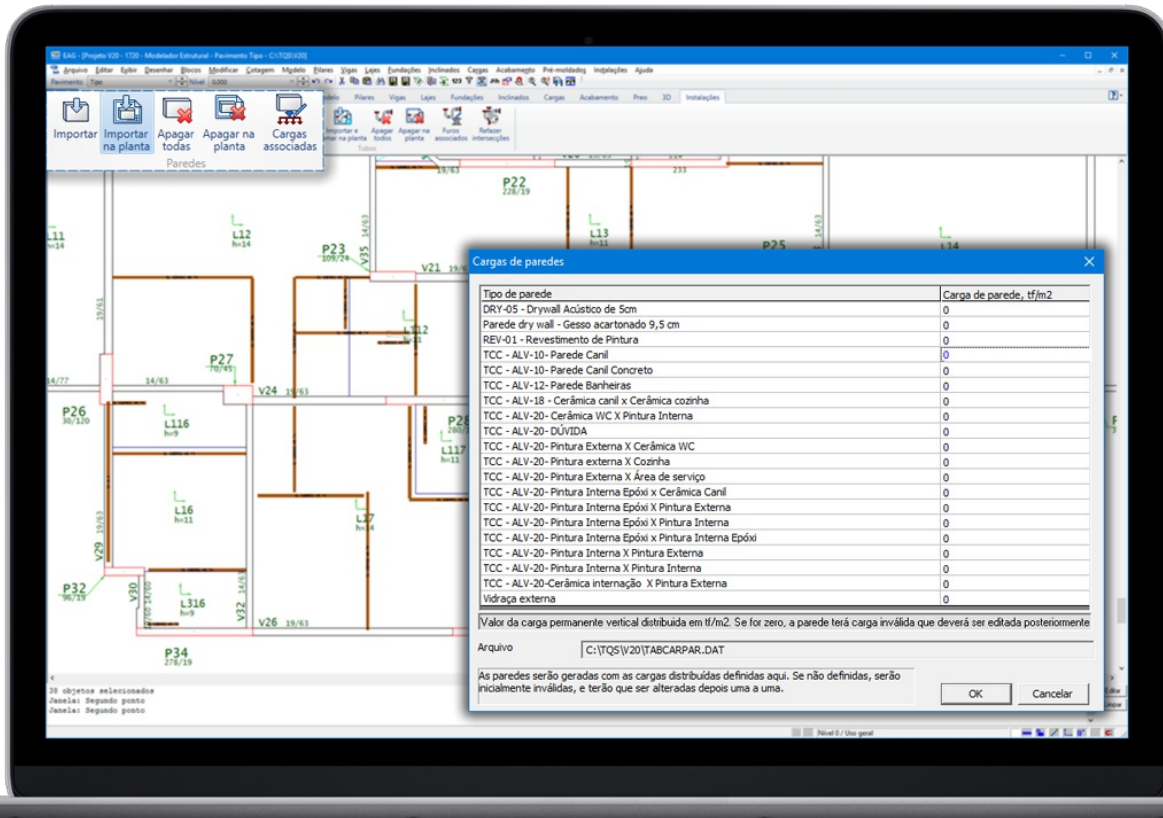 EAG - [Projeto V20 - 1720 - Modelador Estrutural - Pavimento Tipo - C:\TQS\V20]
Arquivo Editar Exibir Desenhar Blocos Modificar Cotagem Modelo Pilares Vigas Lajes Fundações Inclinados Cargas Acabamento Pré-moldados Instalações Ajuda
Pavimento Tipo Nível
Pilares Vigas Lajes Fundações Inclinados Cargas Acabamento Preo 3D Instalações
Importar Importar na planta Apagar todas Apagar na planta Cargas associadas
Paredes
Apagar todos Apagar na planta Furos associados Refazer intersecções
Tubos
19/63
233
P22
228/19
L11
h=14
L12
h=14
P23
109/24
V35 14/63
L13
h=11
P25
L14
V21
19/61
P27
70/45
14/77
14/63
V24 19/63
P26
30/120
L116
h=9
P28
L117
h=11
L16
h=11
L17
V29 19/63
P32
96/19
V30
L316
h=9
V32 14/63
V26 19/63
P34
278/19
Cargas de paredes
Tipo de parede Carga de parede, tf/m2
DRY-05 - Drywall Acústico de 5cm 0
Parede dry wall - Gesso acartonado 9,5 cm 0
REV-01 - Revestimento de Pintura 0
TCC - ALV-10- Parede Canil 0
TCC - ALV-10- Parede Canil Concreto 0
TCC - ALV-12- Parede Banheiras 0
TCC - ALV-18 - Cerâmica canil x Cerâmica cozinha 0
TCC - ALV-20- Cerâmica WC X Pintura Interna 0
TCC - ALV-20- DÚVIDA 0
TCC - ALV-20- Pintura Externa X Cerâmica WC 0
TCC - ALV-20- Pintura externa X Cozinha 0
TCC - ALV-20- Pintura Externa X Área de serviço 0
TCC - ALV-20- Pintura Interna Epóxi x Cerâmica Canil 0
TCC - ALV-20- Pintura Interna Epóxi X Pintura Externa 0
TCC - ALV-20- Pintura Interna Epóxi X Pintura Interna 0
TCC - ALV-20- Pintura Interna Epóxi x Pintura Interna Epóxi 0
TCC - ALV-20- Pintura Interna X Pintura Externa 0
TCC - ALV-20- Pintura Interna X Pintura Interna 0
TCC - ALV-20-Cerâmica internação X Pintura Externa 0
Vidraça externa 0
Valor da carga permanente vertical distribuída em tf/m2. Se for zero, a parede terá carga inválida que deverá ser editada posteriormente
Arquivo C:\TQS\V20\TABCARPAR.DAT
As paredes serão geradas com as cargas distribuídas definidas aqui. Se não definidas, serão
inicialmente inválidas, e terão que ser alteradas depois uma a uma.
OK Cancelar
38 objetos selecionados
Janela: Segundo ponto
Janela: Segundo ponto
Nível 0 / Uso geral